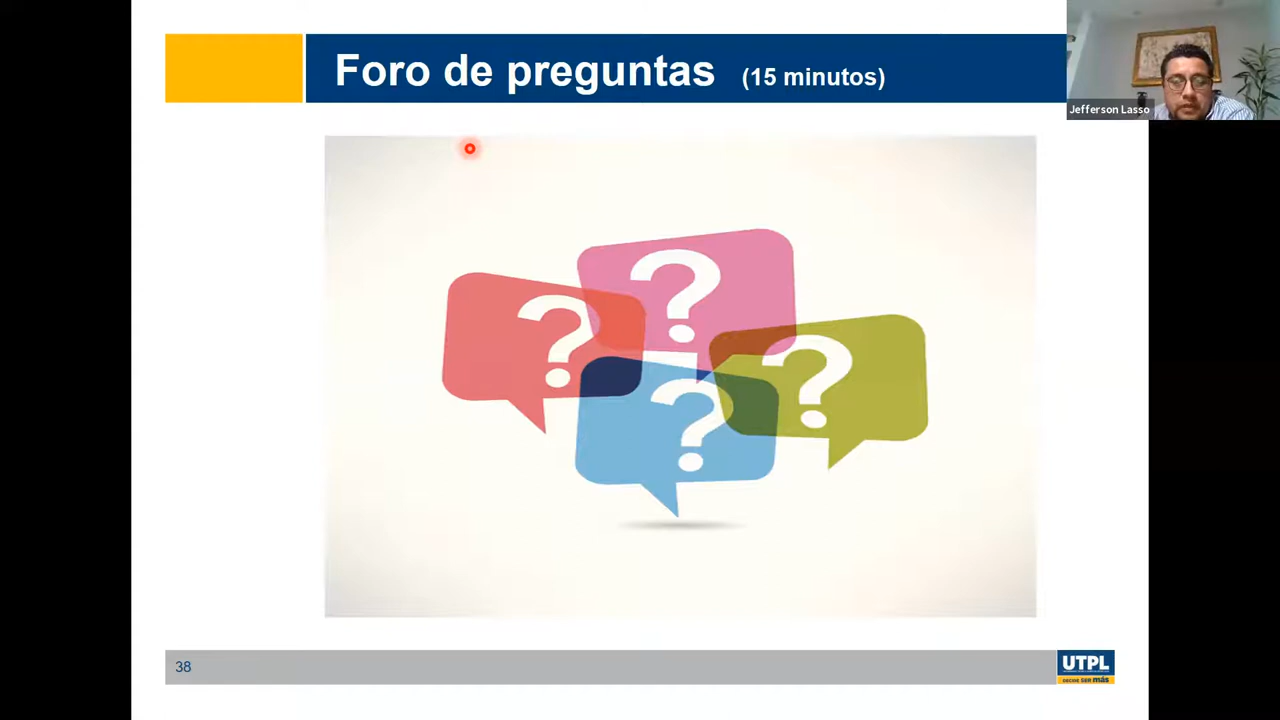 Foro de preguntas (15 minutos)
Jefferson Lasso
?
?
?
?
38
UTPL
DECIDE SER más